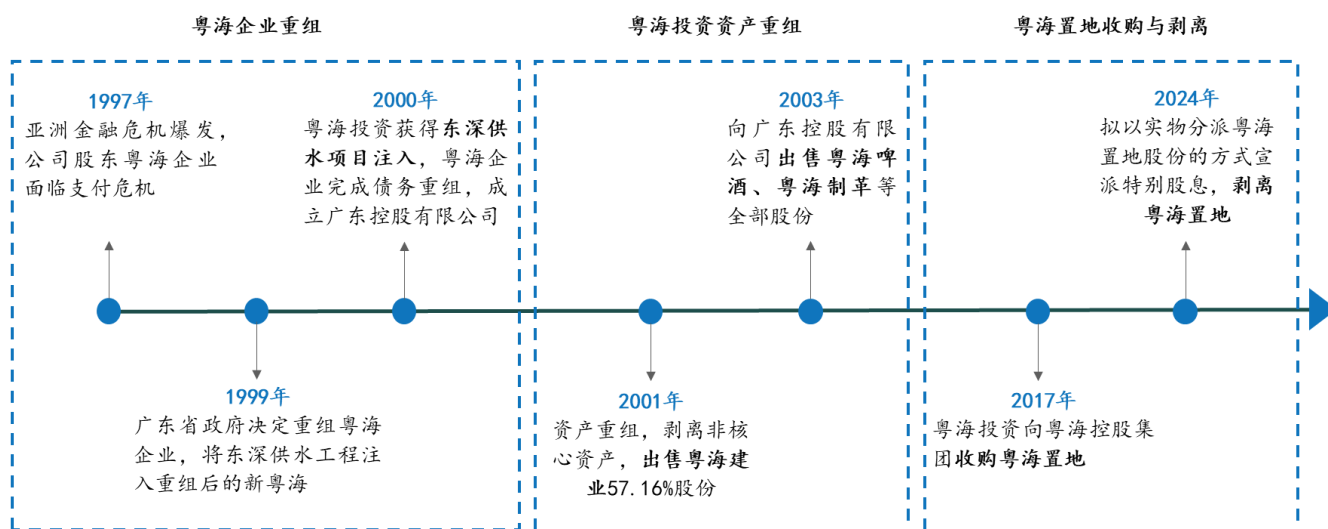 粤海企业重组
粤海投资资产重组
粤海置地收购与剥离
1997年
亚洲金融危机爆发，
公司股东粤海企业
面临支付危机
2000年
粤海投资获得东深供
水项目注入，粤海企
业完成债务重组，成
立广东控股有限公司
2003年
向广东控股有限
公司出售粤海啤
酒、粤海制革等
全部股份
2024年
拟以实物分派粤海
置地股份的方式宣
派特别股息，剥离
粤海置地
1999年
广东省政府决定重组粤海
企业，将东深供水工程注
入重组后的新粤海
2001年
资产重组，剥离非核
心资产，出售粤海建
业57.16%股份
2017年
粤海投资向粤海控股集
团收购粤海置地